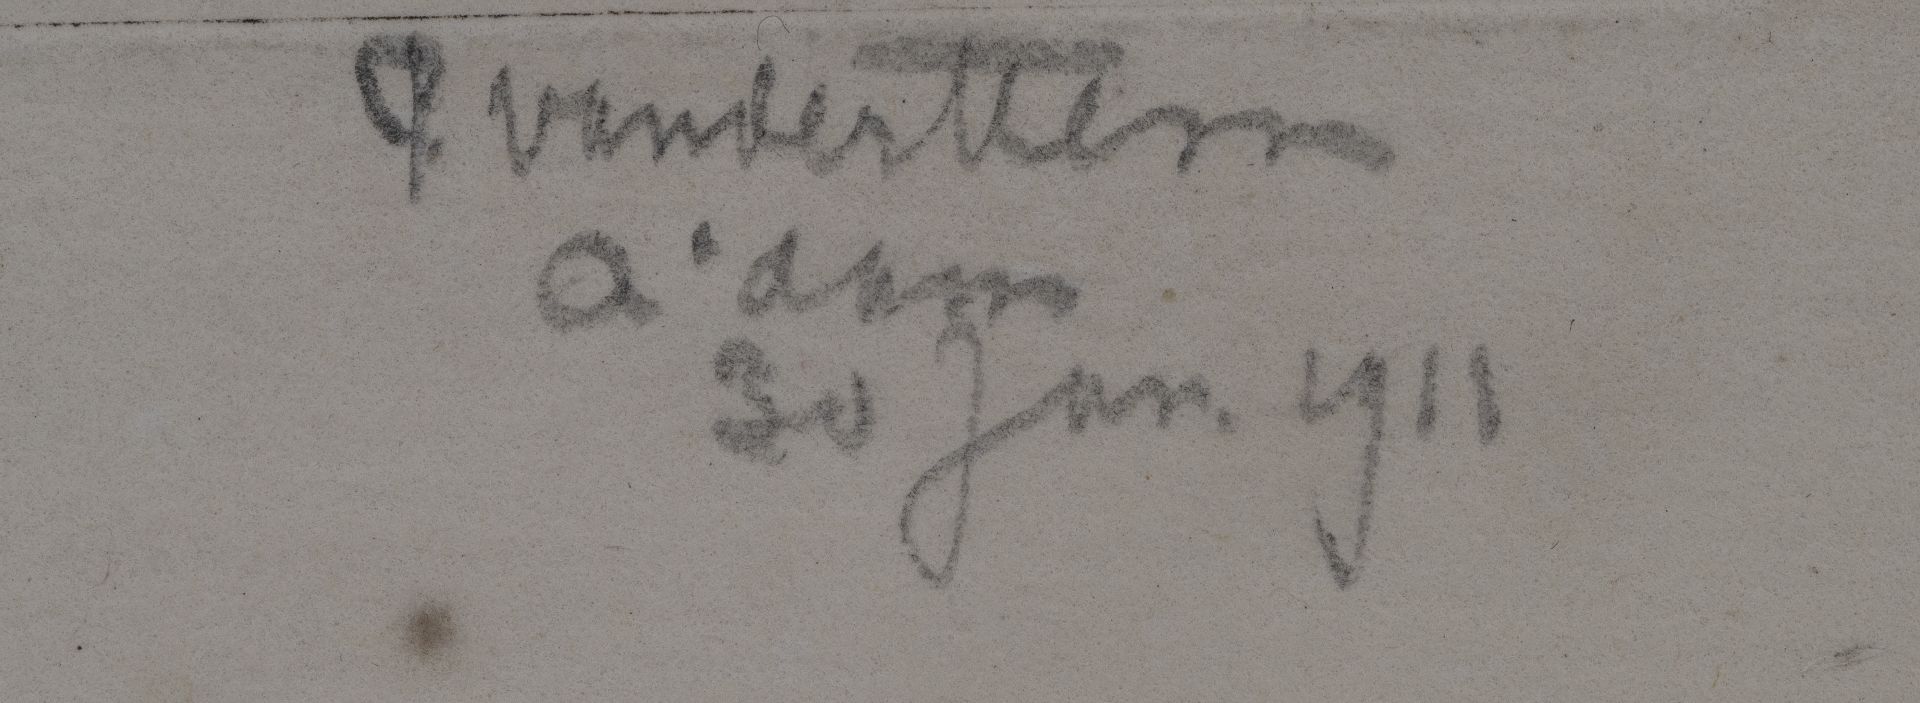 P. vanderHem
A'dam
30 Jan. 1911